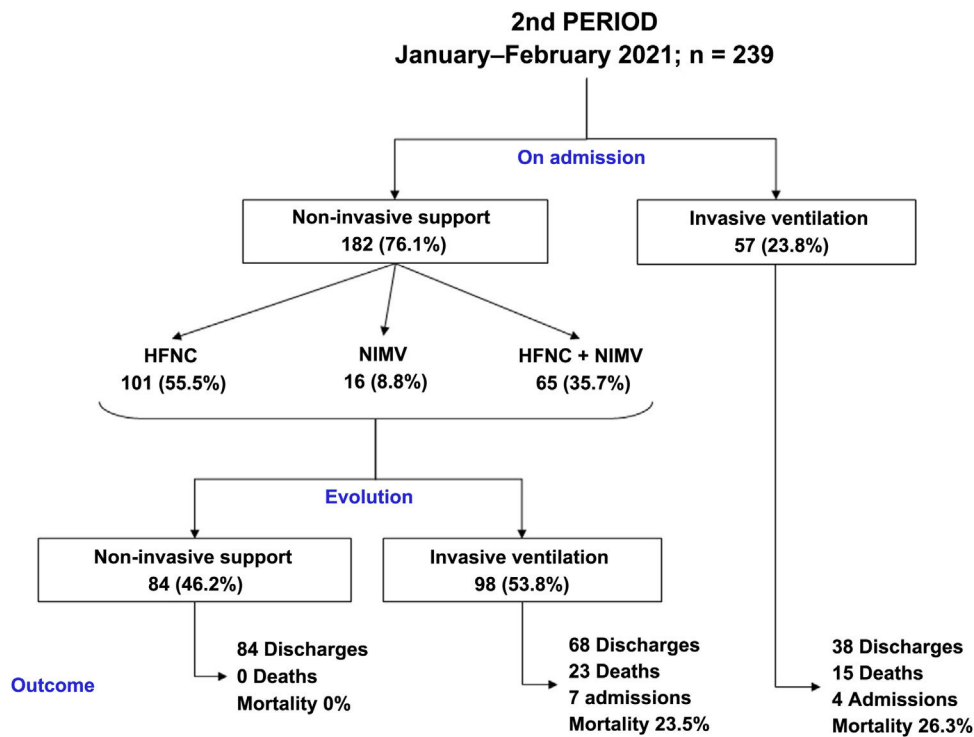 2nd PERIOD
January–February 2021; n = 239
On admission
Non-invasive support
182 (76.1%)
Invasive ventilation
57 (23.8%)
HFNC
101 (55.5%)
NIMV
16 (8.8%)
HFNC + NIMV
65 (35.7%)
Evolution
Non-invasive support
84 (46.2%)
Invasive ventilation
98 (53.8%)
Outcome
84 Discharges
0 Deaths
Mortality 0%
68 Discharges
23 Deaths
7 admissions
Mortality 23.5%
38 Discharges
15 Deaths
4 Admissions
Mortality 26.3%